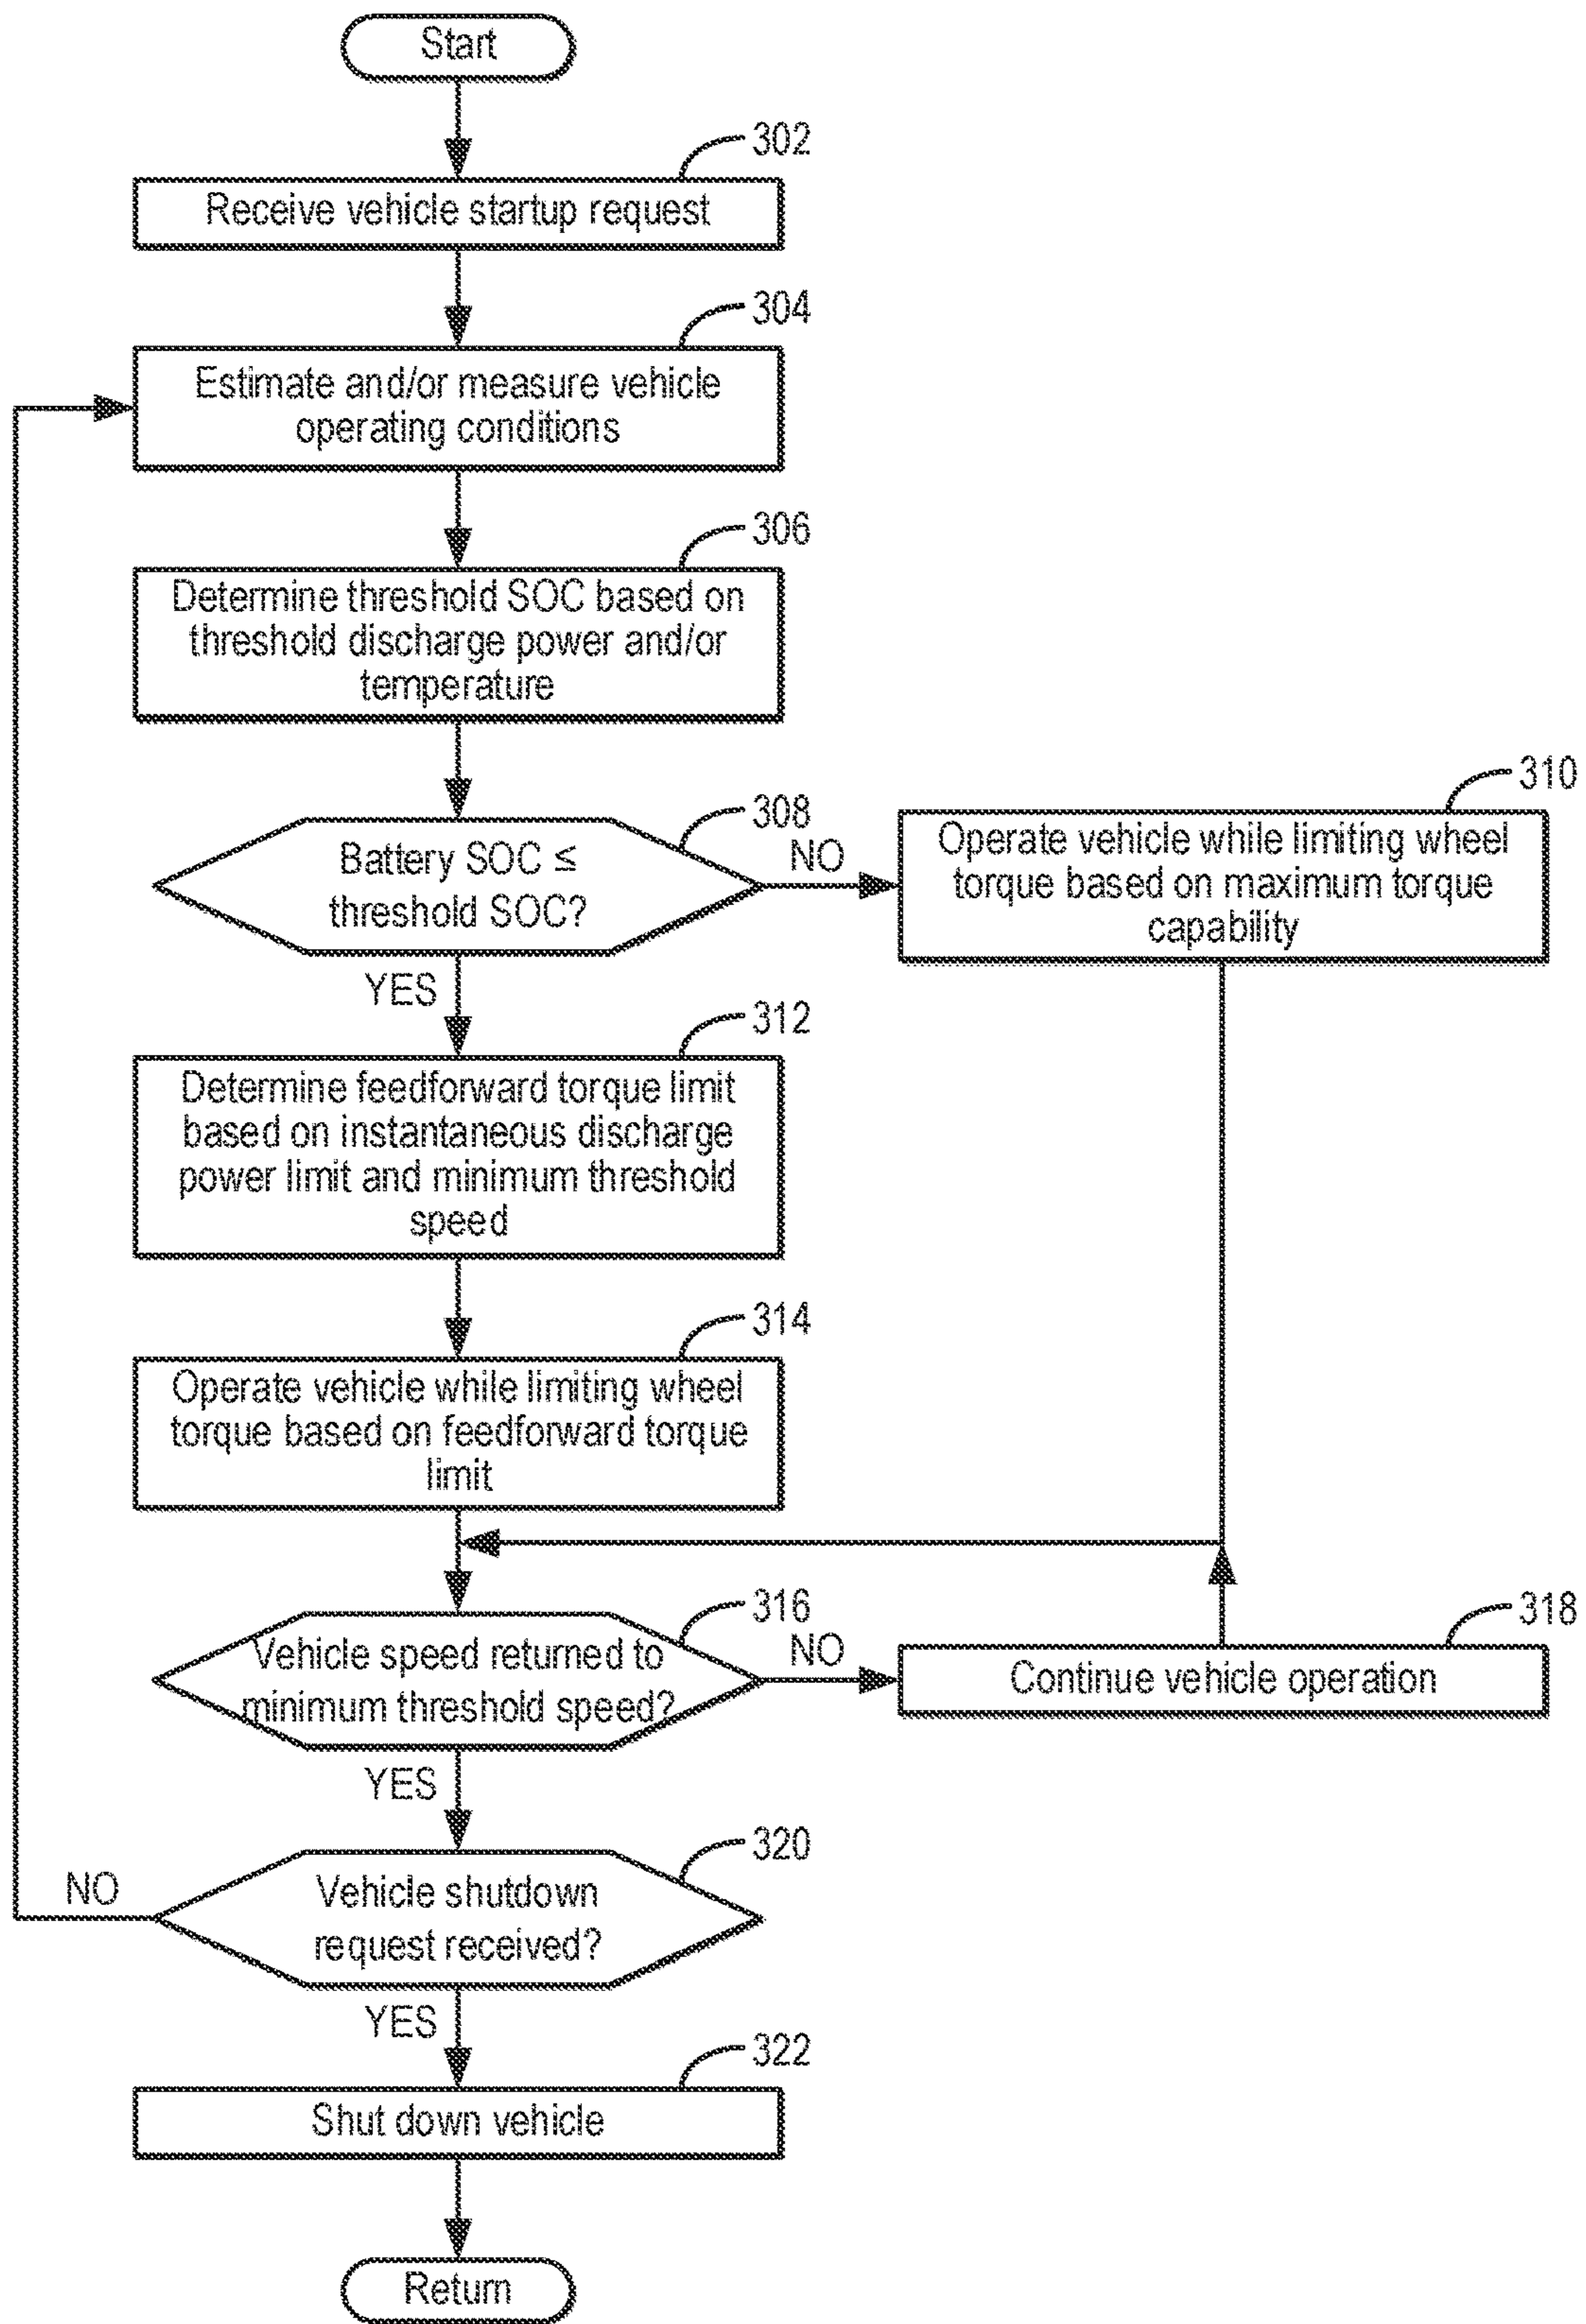 Start
302
Receive vehicle startup request
304
Estimate and/or measure vehicle
operating conditions
306
Determine threshold SOC based on
threshold discharge power and/or
temperature
308
Battery SOC ≤
threshold SOC?
NO
310
Operate vehicle while limiting wheel
torque based on maximum torque
capability
YES
312
Determine feedforward torque limit
based on instantaneous discharge
power limit and minimum threshold
speed
314
Operate vehicle while limiting wheel
torque based on feedforward torque
limit
316
Vehicle speed returned to
minimum threshold speed?
NO
318
Continue vehicle operation
YES
320
Vehicle shutdown
request received?
NO
YES
322
Shut down vehicle
Return